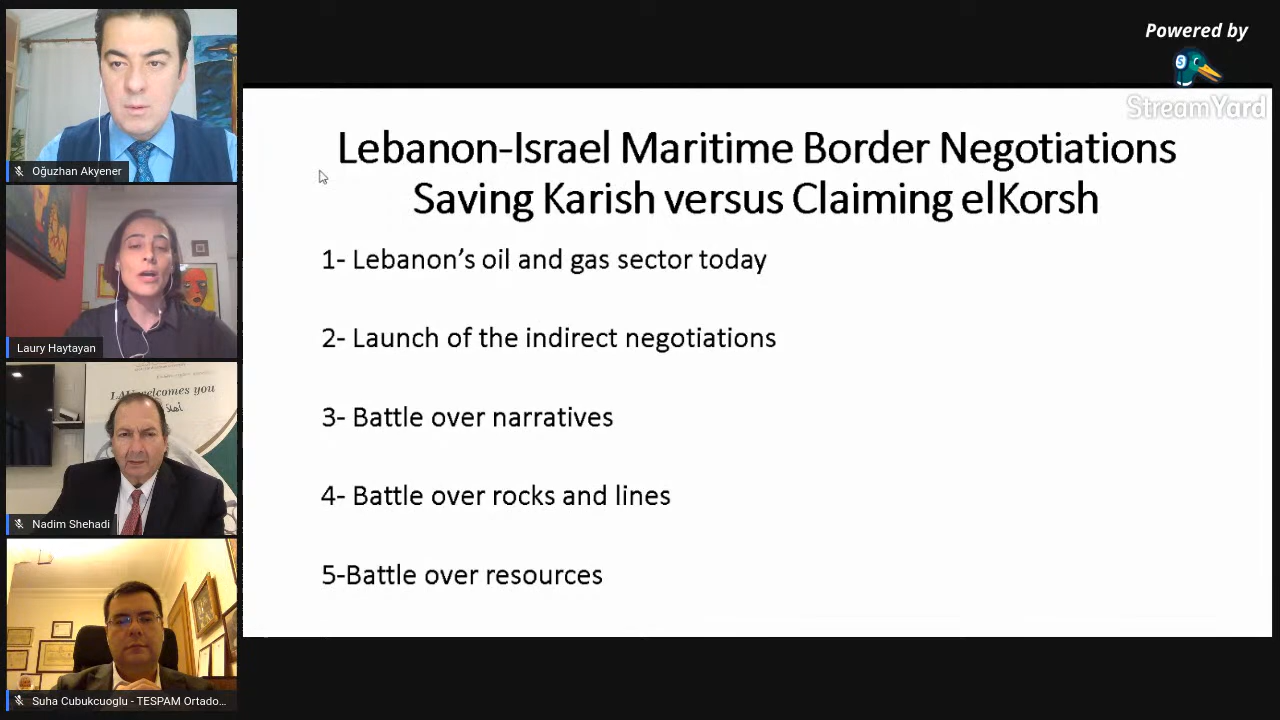 Powered by
StreamYard
Lebanon-Israel Maritime Border Negotiations
Saving Karish versus Claiming elKorsh
1- Lebanon's oil and gas sector today
2- Launch of the indirect negotiations
3- Battle over narratives
4- Battle over rocks and lines
5-Battle over resources
Oğuzhan Akyener
Laury Haytayan
welcomes you
Nadim Shehadi
Suha Cubukcuoglu - TESPAM Ortado...